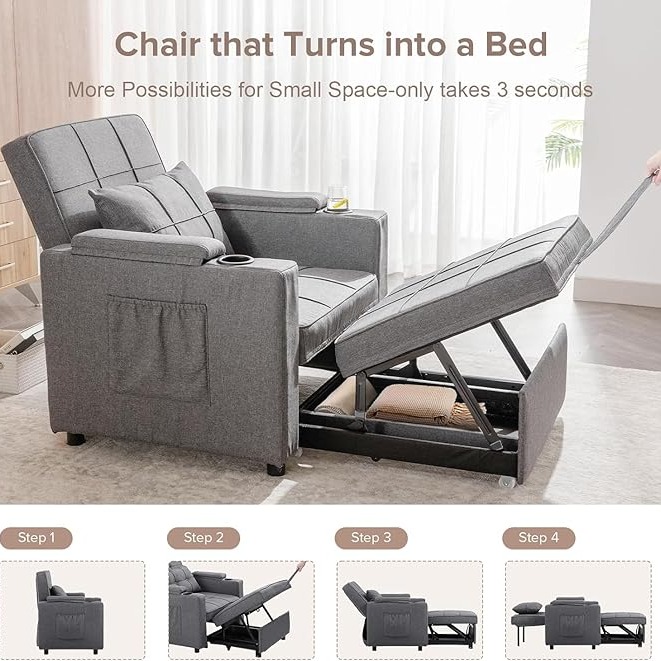 Chair that Turns into a Bed
More Possibilities for Small Space-only takes 3 seconds
Step 1
Step 2
Step 3
Step 4